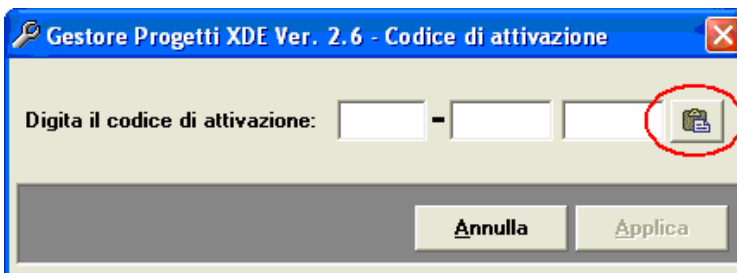 Gestore Progetti XDE Ver. 2.6 - Codice di attivazione
Digita il codice di attivazione: -
Annulla Applica